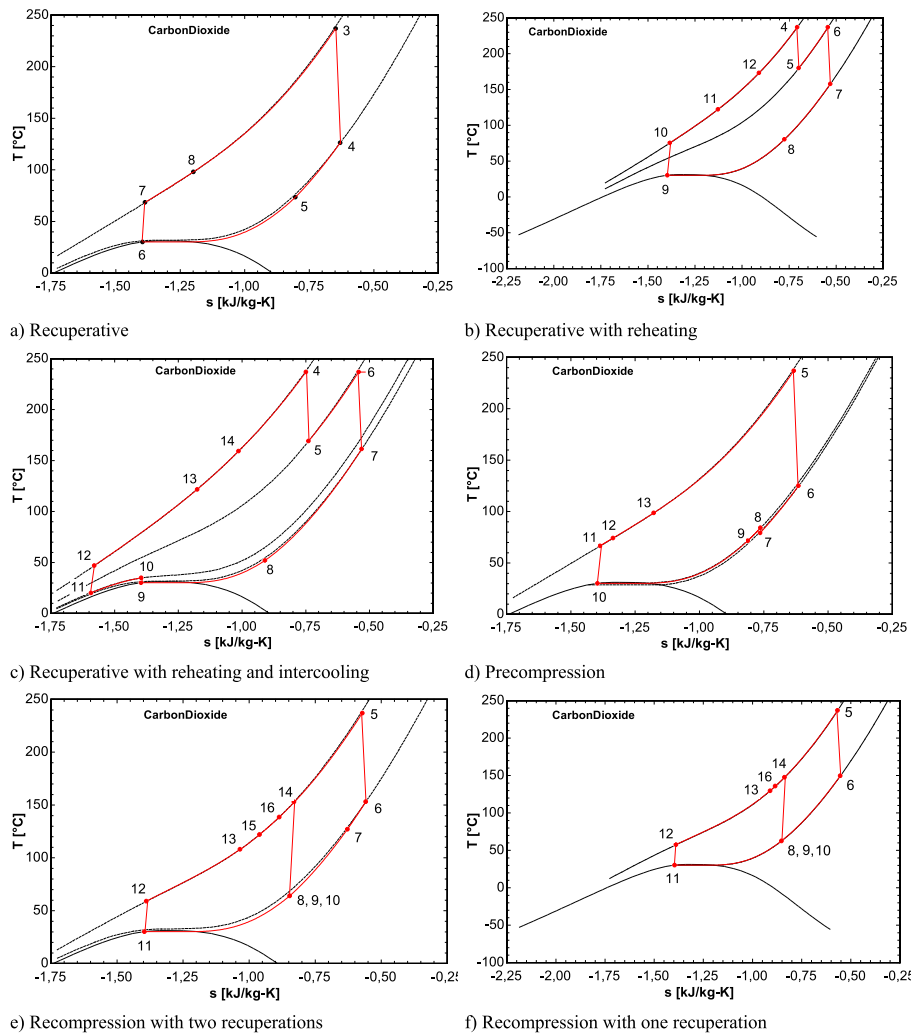 CarbonDioxide
250
200
150
100
50
0
T [°C]
3
8
4
7
5
6
-1,75 -1,50 -1,25 -1,00 -0,75 -0,50 -0,25
s [kJ/kg-K]
a) Recuperative
CarbonDioxide
250
200
150
100
50
0
-50
-100
T [°C]
4
6
12
5
11
7
10
8
9
-2,25 -2,00 -1,75 -1,50 -1,25 -1,00 -0,75 -0,50 -0,25
s [kJ/kg-K]
b) Recuperative with reheating
CarbonDioxide
250
200
150
100
50
0
T [°C]
4
6
14
5
7
13
12
10
8
11
9
-1,75 -1,50 -1,25 -1,00 -0,75 -0,50 -0,25
s [kJ/kg-K]
c) Recuperative with reheating and intercooling
CarbonDioxide
250
200
150
100
50
0
T [°C]
5
13
6
8
11 12
9
7
10
-1,75 -1,50 -1,25 -1,00 -0,75 -0,50 -0,25
s [kJ/kg-K]
d) Precompression
CarbonDioxide
250
200
150
100
50
0
T [°C]
5
14
6
16
15
7
13
12
8, 9, 10
11
-1,75 -1,50 -1,25 -1,00 -0,75 -0,50 -0,25
s [kJ/kg-K]
e) Recompression with two recuperations
CarbonDioxide
250
200
150
100
50
0
-50
-100
T [°C]
5
14
16
13
6
12
8, 9, 10
11
-2,25 -2,00 -1,75 -1,50 -1,25 -1,00 -0,75 -0,50 -0,25
s [kJ/kg-K]
f) Recompression with one recuperation